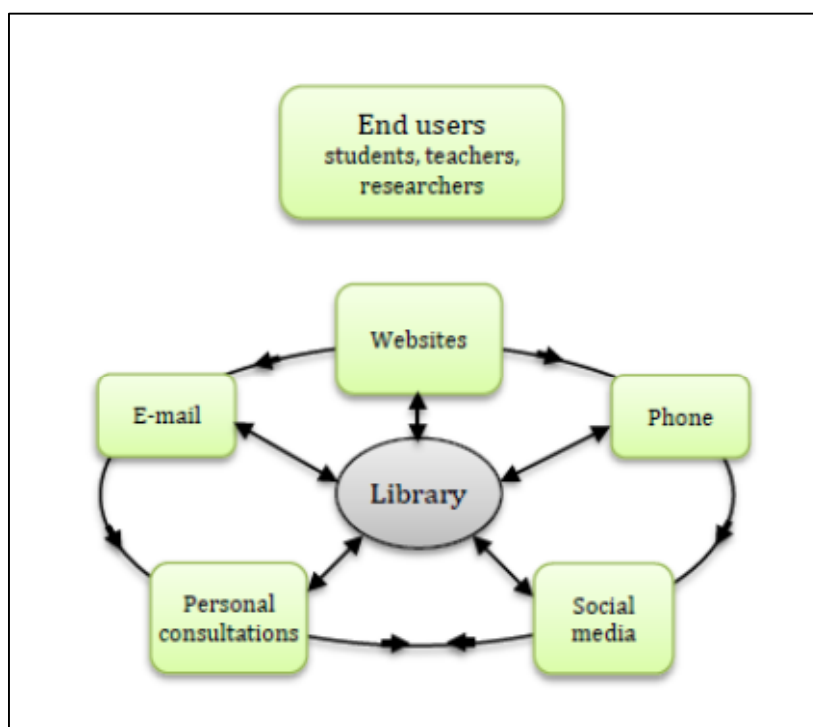 End users
students, teachers,
researchers
Websites
E-mail
Phone
Library
Personal
consultations
Social
media